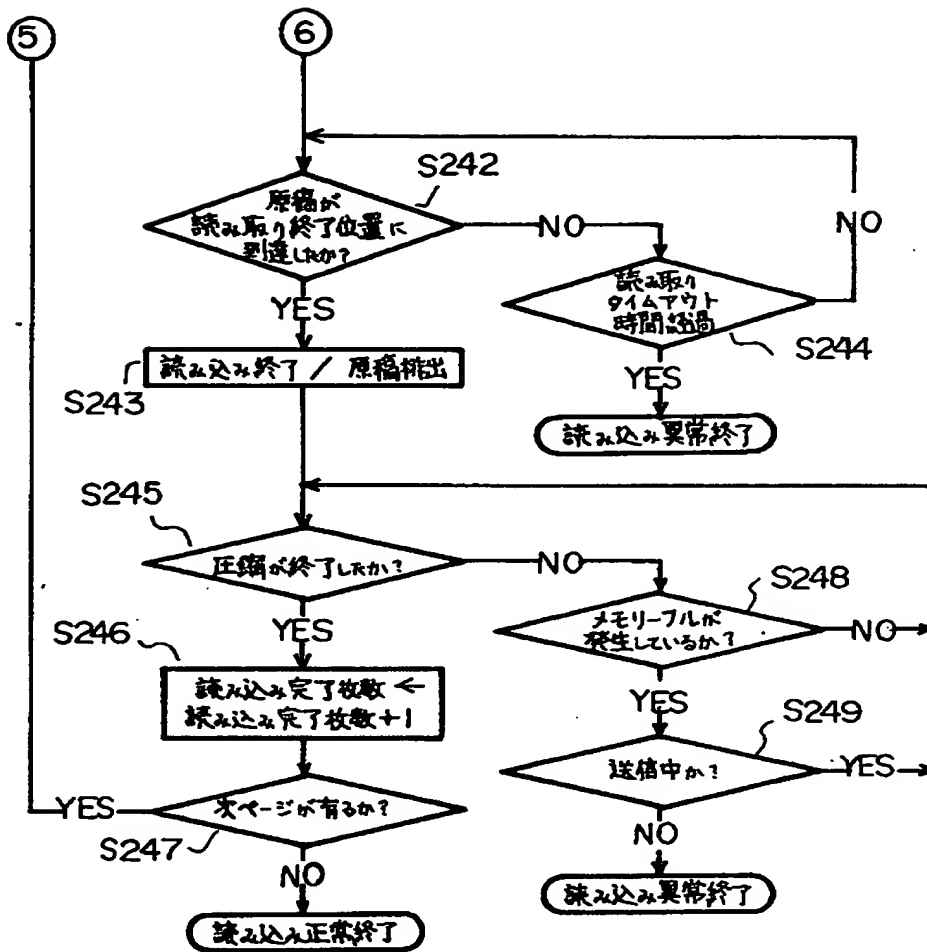 ⑤
⑥
S242
原稿が
読み取り終了位置に
到達したか?
NO
NO
読み取り
タイムアウト
時間経過
S244
YES
YES
読み込み終了 / 原稿排出
S243
読み込み異常終了
S245
圧縮が終了したか?
NO
S248
メモリーフルが
発生しているか?
NO
S246
YES
読み込み完了枚数←
読み込み完了枚数+1
YES
S249
送信中か?
YES
YES
次ページが有るか?
S247
NO
NO
読み込み異常終了
読み込み正常終了